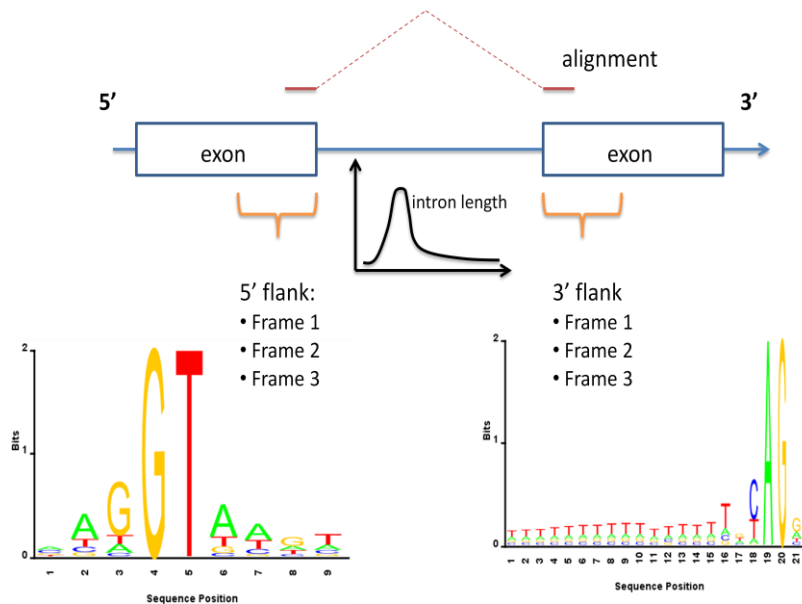 alignment
5’
3’
exon
exon
intron length
5’ flank:
• Frame 1
• Frame 2
• Frame 3
3’ flank
• Frame 1
• Frame 2
• Frame 3
2
1
0
Bits
G
T
A
G
A
A
1 2 3 4 5 6 7 8 9
Sequence Position
2
1
0
Bits
T T T T T T T T T T T T T T T T
C
A
G
1 2 3 4 5 6 7 8 9 10 11 12 13 14 15 16 17 18 19 20 21
Sequence Position